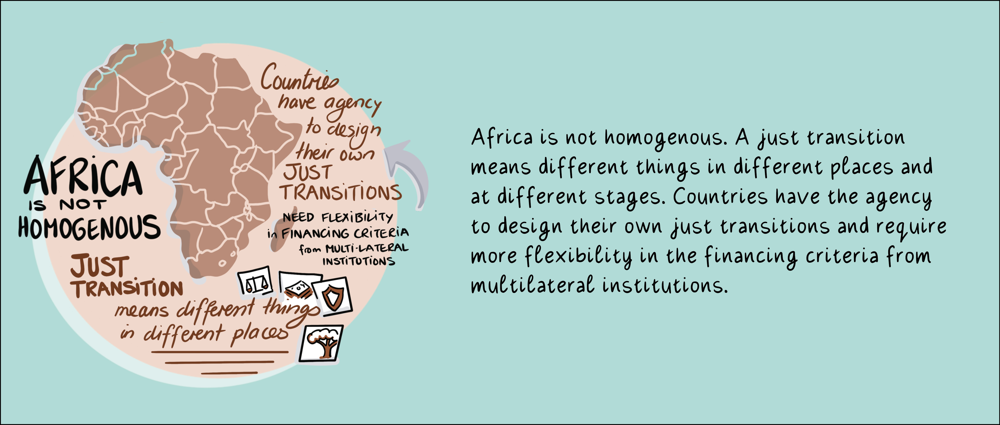 AFRICA
IS NOT
HOMOGENOUS
JUST
TRANSITION
means different things
in different places
Countries
have agency
to design
their own
JUST
TRANSITIONS
NEED FLEXIBILITY
in FINANCING CRITERIA
from MULTI-LATERAL
INSTITUTIONS
Africa is not homogenous. A just transition
means different things in different places and
at different stages. Countries have the agency
to design their own just transitions and require
more flexibility in the financing criteria from
multilateral institutions.